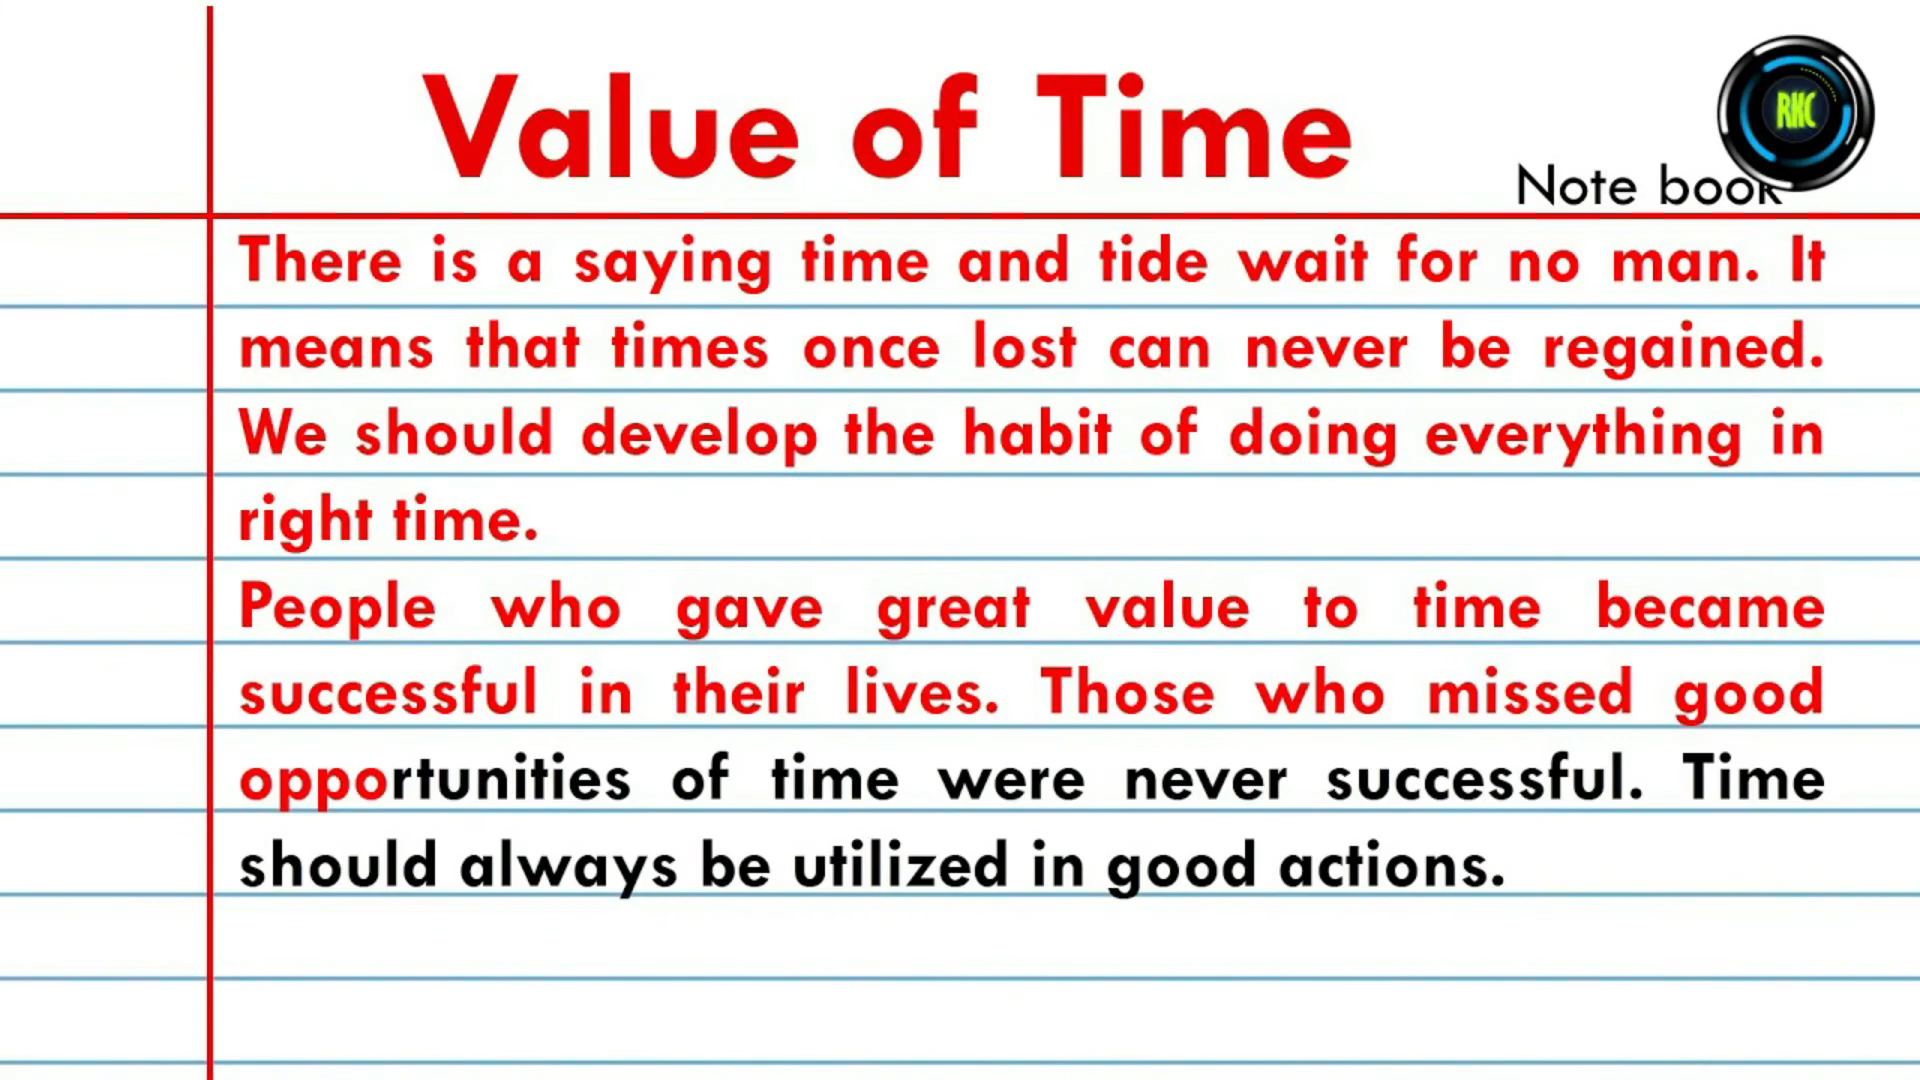 Value of Time
RKC
Note book
There is a saying time and tide wait for no man. It
means that times once lost can never be regained.
We should develop the habit of doing everything in
right time.
People who gave great value to time became
successful in their lives. Those who missed good
opportunities of time were never successful. Time
should always be utilized in good actions.